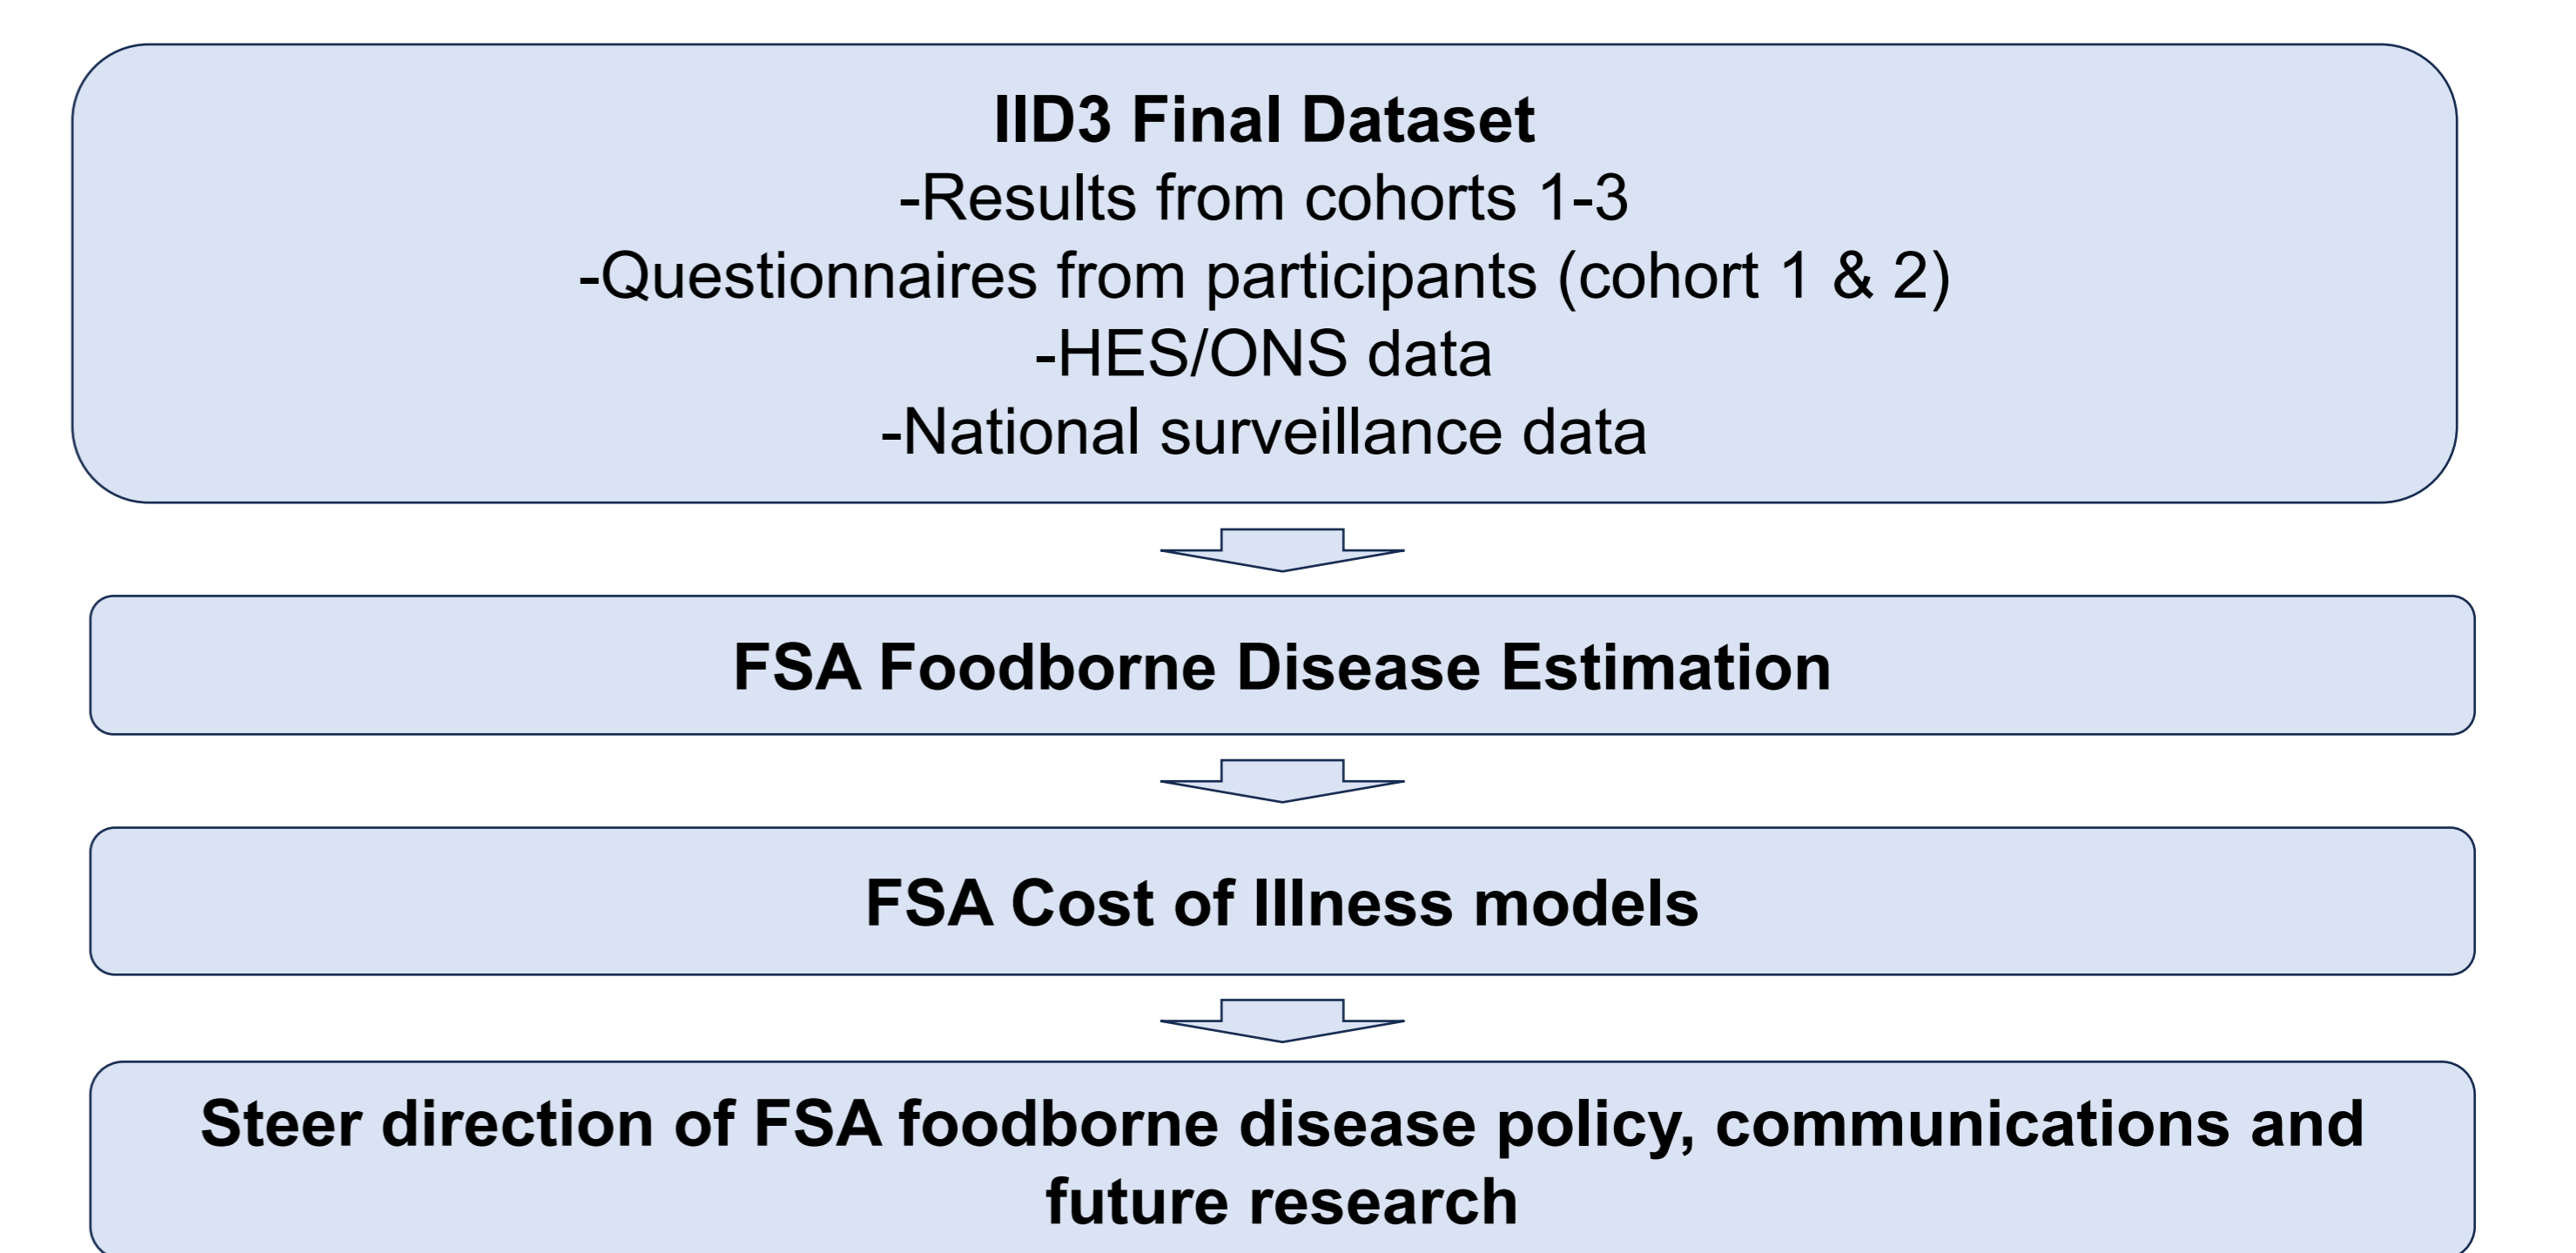 IID3 Final Dataset
-Results from cohorts 1-3
-Questionnaires from participants (cohort 1 & 2)
-HES/ONS data
-National surveillance data
FSA Foodborne Disease Estimation
FSA Cost of Illness models
Steer direction of FSA foodborne disease policy, communications and
future research